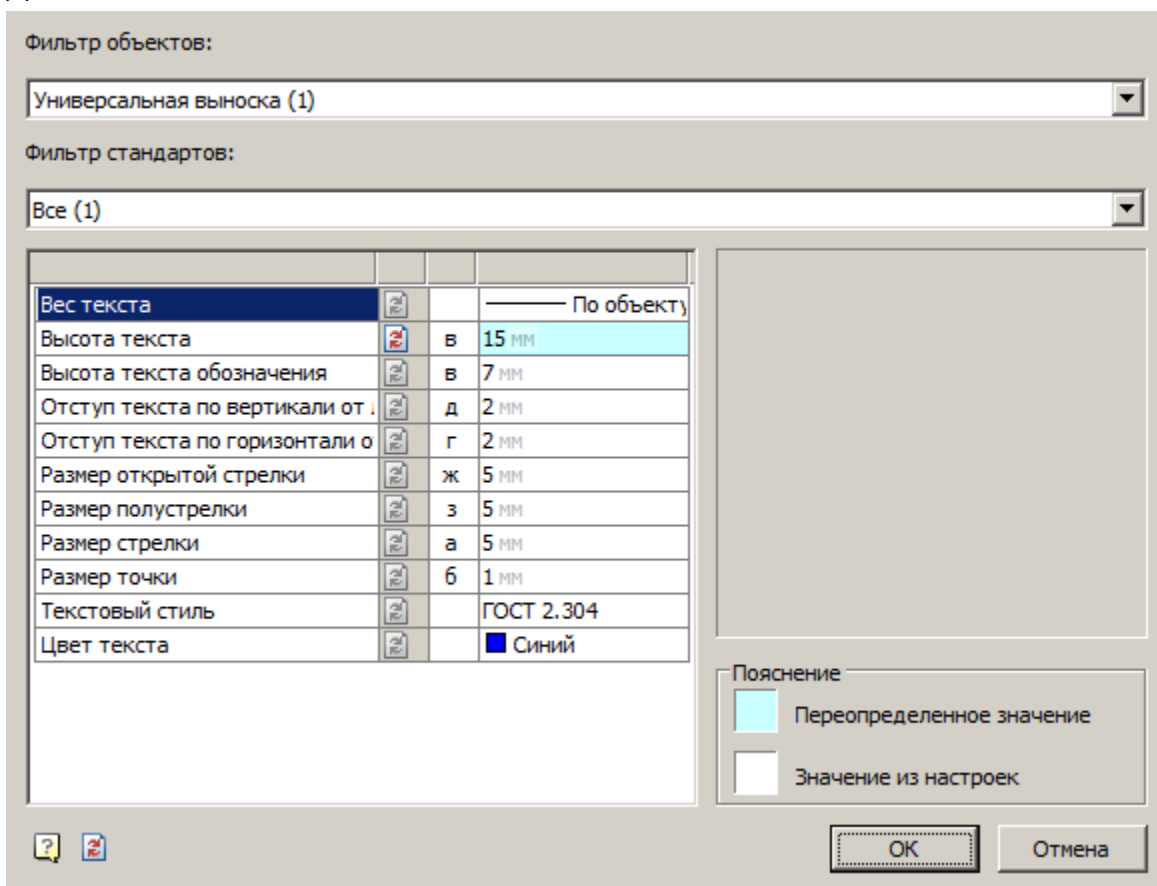 Фильтр объектов:
Универсальная выноска (1)
Фильтр стандартов:
Все (1)
Вес текста По объекту
Высота текста в 15 мм
Высота текста обозначения в 7 мм
Отступ текста по вертикали от д 2 мм
Отступ текста по горизонтали г 2 мм
Размер открытой стрелки ж 5 мм
Размер полустрелки з 5 мм
Размер стрелки а 5 мм
Размер точки б 1 мм
Текстовый стиль ГОСТ 2.304
Цвет текста Синий
Пояснение
Переопределенное значение
Значение из настроек
ОК
Отмена